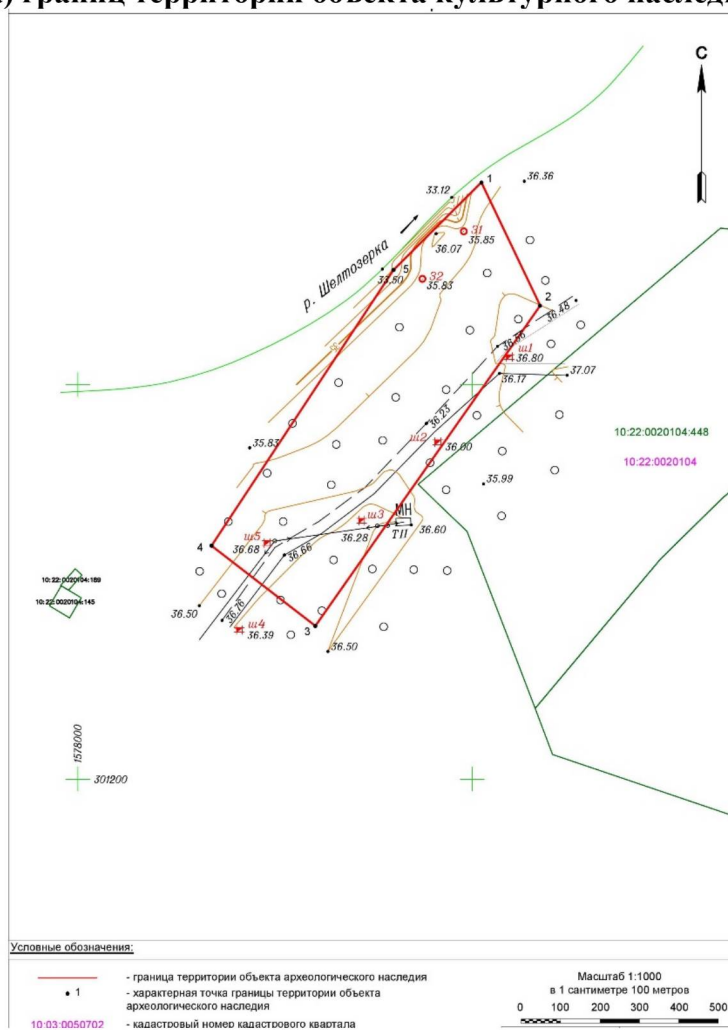 границ территории объекта культурного наследи
С
р. Шелтозерка
33.12
1
36.36
31
35.85
36.07
5
33.50
32
35.83
2
36.48
ш1
36.80
36.17
37.07
36.23
35.83
ш2
36.00
10:22:0020104:448
10:22:0020104
35.99
ш3
МН
36.28
ТП
36.60
ш5
36.68
36.66
4
10:22:0020104:169
10:22:0020104:145
36.50
36.76
ш4
36.39
3
36.50
1578000
301200
Условные обозначения:
- граница территории объекта археологического наследия
1
- характерная точка границы территории объекта
археологического наследия
10:03:0050702
- кадастровый номер кадастрового квартала
Масштаб 1:1000
в 1 сантиметре 100 метров
0 100 200 300 400 500